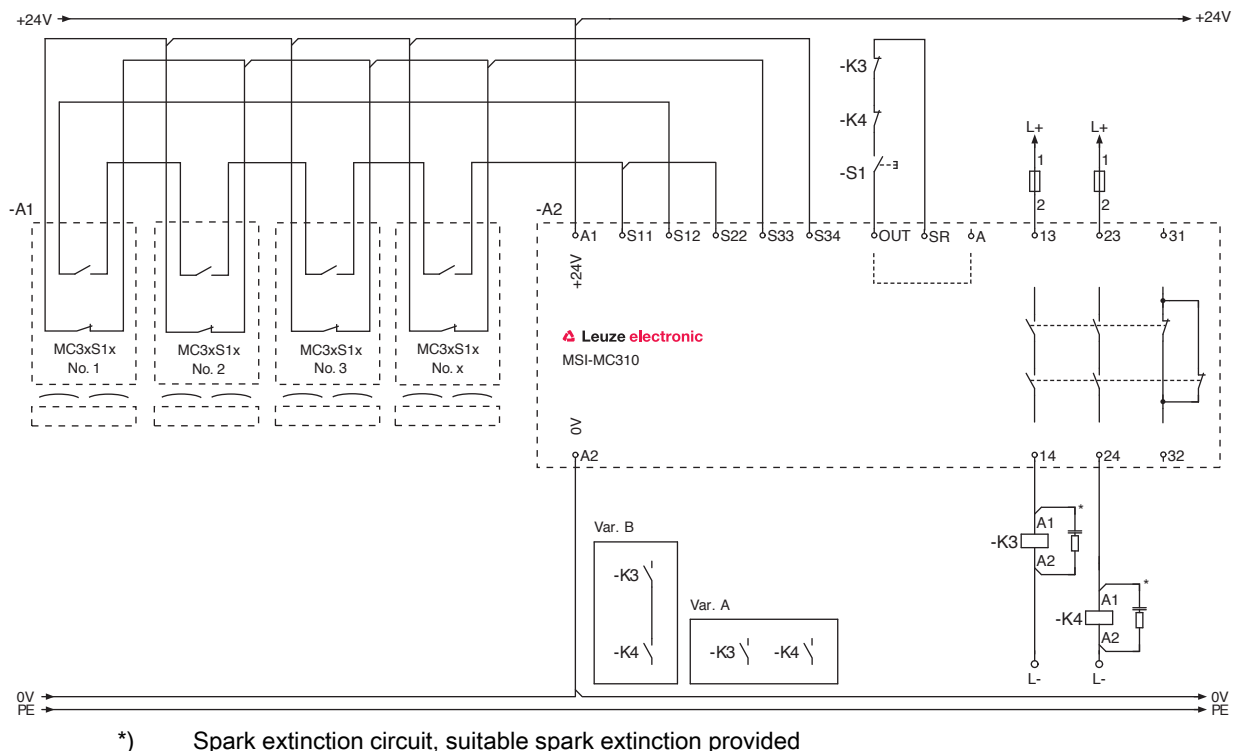 +24V
+24V
-K3
-K4
-S1
L+
L+
1
1
2
2
-A1
-A2
A1
S11
S12
S22
S33
S34
OUT
SR
A
13
23
31
+24V
Leuze electronic
MSI-MC310
MC3xS1x
No. 1
MC3xS1x
No. 2
MC3xS1x
No. 3
MC3xS1x
No. x
0V
A2
14
24
32
Var. B
-K3
-K4
Var. A
-K3
-K4
*
-K3
A1
A2
*
-K4
A1
A2
L-
L-
0V
0V
PE
PE
*) Spark extinction circuit, suitable spark extinction provided